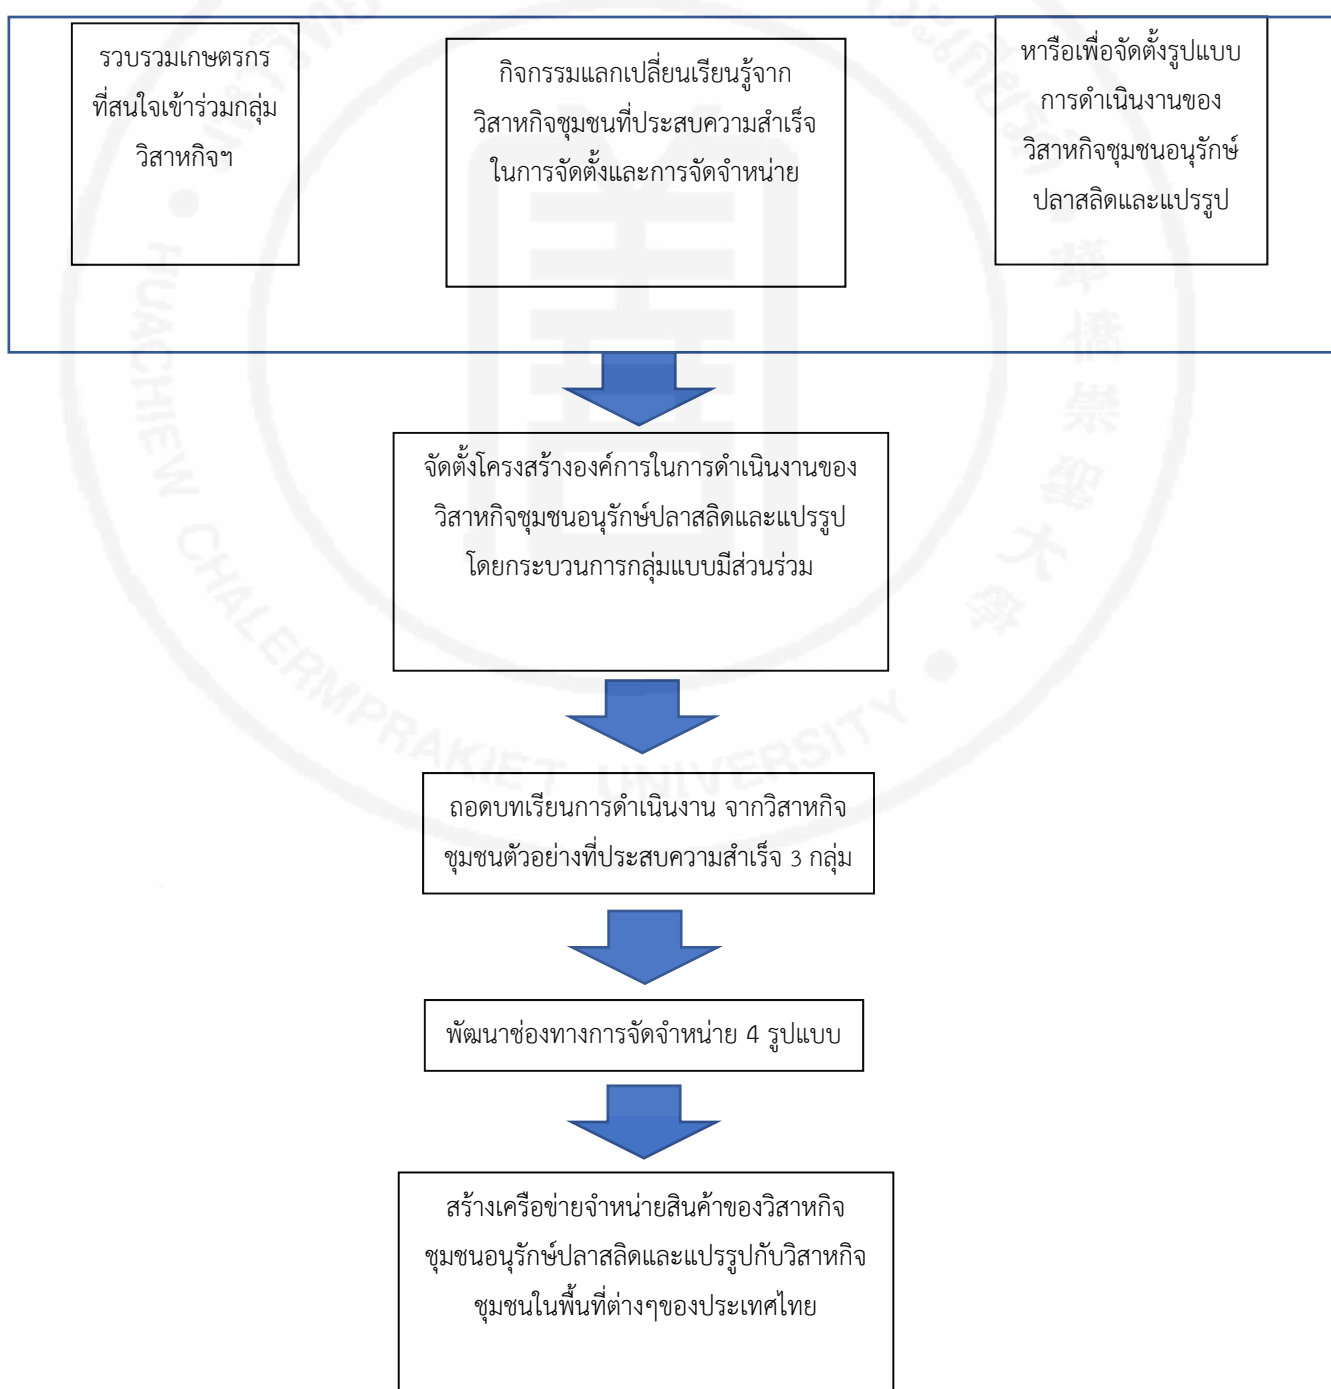 รวบรวมเกษตรกร
ที่สนใจเข้าร่วมกลุ่ม
วิสาหกิจฯ
กิจกรรมแลกเปลี่ยนเรียนรู้จาก
วิสาหกิจชุมชนที่ประสบความสำเร็จ
ในการจัดตั้งและการจัดจำหน่าย
หารือเพื่อจัดตั้งรูปแบบ
การดำเนินงานของ
วิสาหกิจชุมชนอนุรักษ์
ปลาสลิดและแปรรูป
จัดตั้งโครงสร้างองค์การในการดำเนินงานของ
วิสาหกิจชุมชนอนุรักษ์ปลาสลิดและแปรรูป
โดยกระบวนการกลุ่มแบบมีส่วนร่วม
ถอดบทเรียนการดำเนินงาน จากวิสาหกิจ
ชุมชนตัวอย่างที่ประสบความสำเร็จ 3 กลุ่ม
พัฒนาช่องทางการจัดจำหน่าย 4 รูปแบบ
สร้างเครือข่ายจำหน่ายสินค้าของวิสาหกิจ
ชุมชนอนุรักษ์ปลาสลิดและแปรรูปกับวิสาหกิจ
ชุมชนในพื้นที่ต่างๆของประเทศไทย
HUACHIEW CHALERMPRAKIET UNIVERSITY
華僑崇聖大學